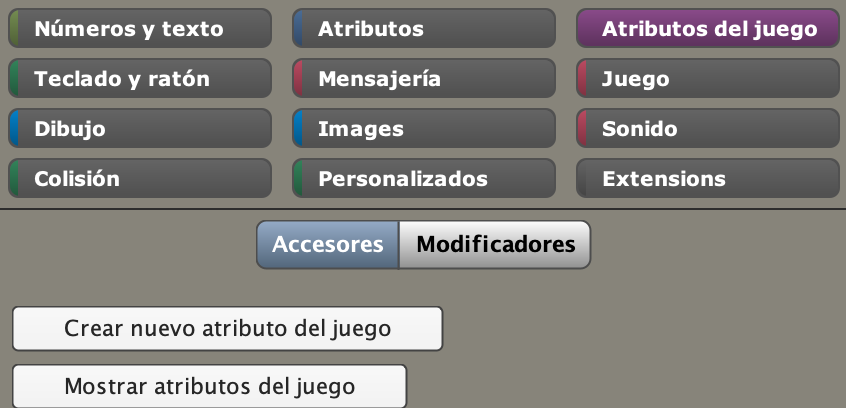 Números y texto
Atributos
Atributos del juego
Teclado y ratón
Mensajería
Juego
Dibujo
Images
Sonido
Colisión
Personalizados
Extensions
Accesores
Modificadores
Crear nuevo atributo del juego
Mostrar atributos del juego